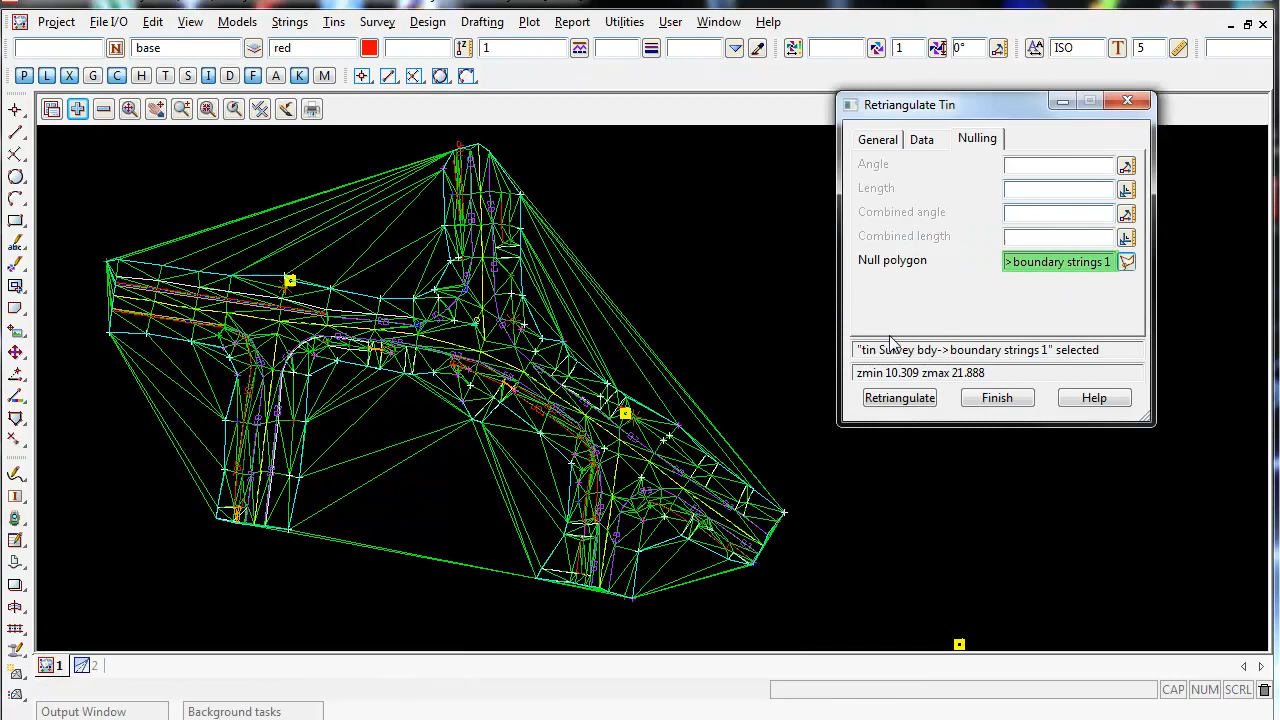 Project File I/O Edit View Models Strings Tins Survey Design Drafting Plot Report Utilities User Window Help
N base red 1 1 0° ISO T 5
P L X G C H T S I D F A K M
Retriangulate Tin
General Data Nulling
Angle
Length
Combined angle
Combined length
Null polygon >boundary strings 1
"tin Survey bdy->boundary strings 1" selected
zmin 10.309 zmax 21.888
Retriangulate Finish Help
1 2
CAP NUM SCRL
Output Window Background tasks